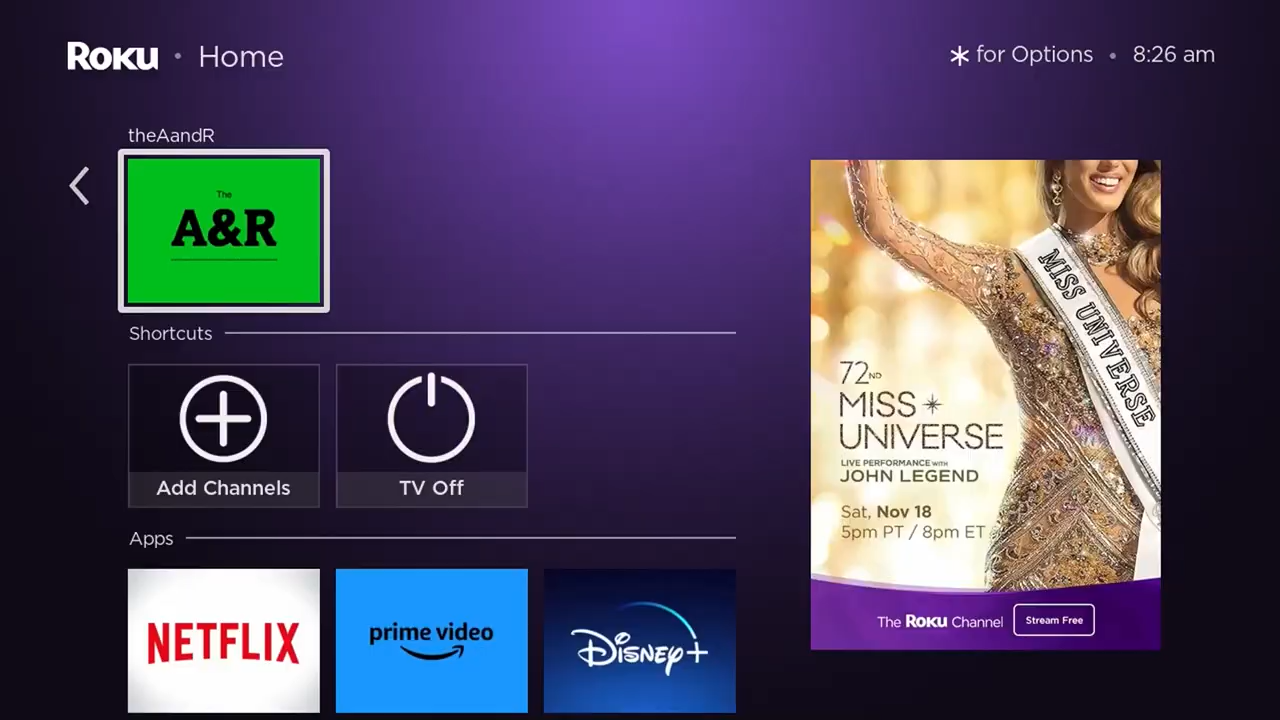 Roku • Home
* for Options • 8:26 am
theAandR
The
A&R
Shortcuts
Add Channels
TV Off
Apps
NETFLIX
prime video
Disney+
MISS UNIVERSE
72ND
MISS
UNIVERSE
LIVE PERFORMANCE WITH
JOHN LEGEND
Sat, Nov 18
5pm PT / 8pm ET
The Roku Channel
Stream Free